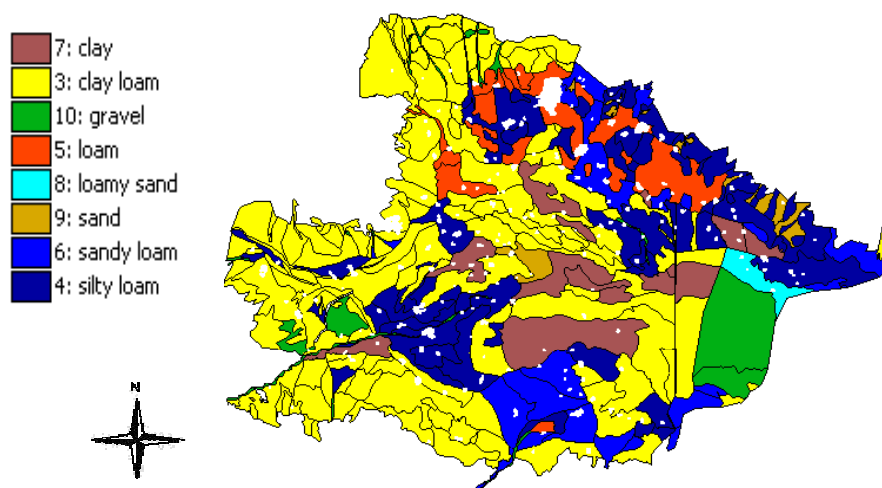 7: clay
3: clay loam
10: gravel
5: loam
8: loamy sand
9: sand
6: sandy loam
4: silty loam
N